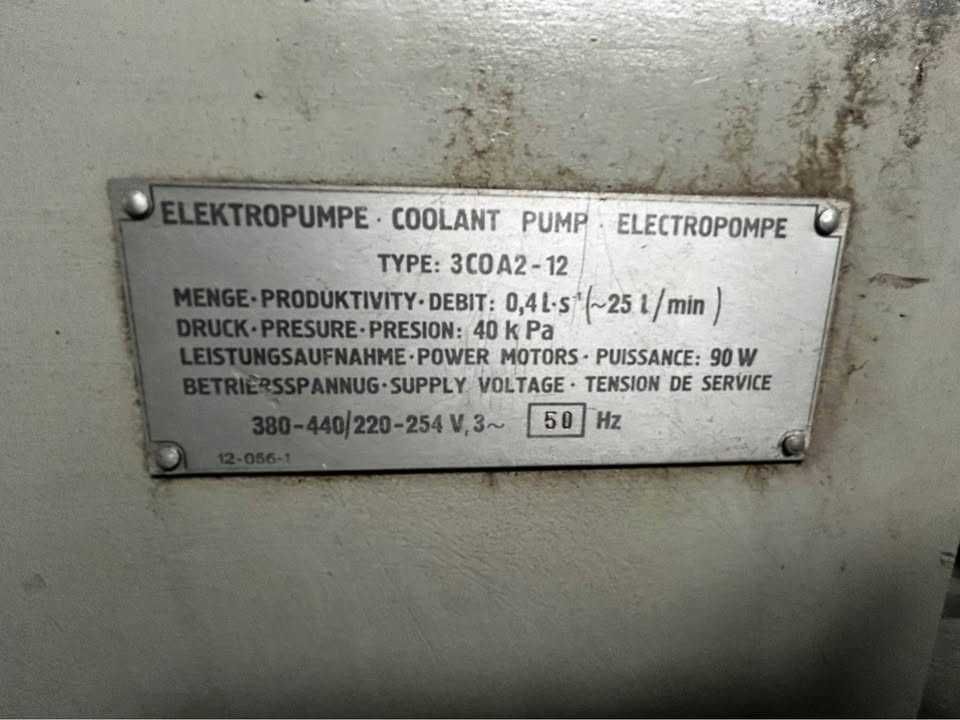 ELEKTROPUMPE · COOLANT PUMP · ELECTROPOMPE
TYPE: 3COA2-12
MENGE·PRODUKTIVITY·DEBIT: 0,4 l·s⁻¹ (~25 l/min)
DRUCK·PRESURE·PRESION: 40 k Pa
LEISTUNGSAUFNAHME·POWER MOTORS·PUISSANCE: 90 W
BETRIERSSPANNUG·SUPPLY VOLTAGE·TENSION DE SERVICE
380-440/220-254 V, 3~ 50 Hz
12-056-1